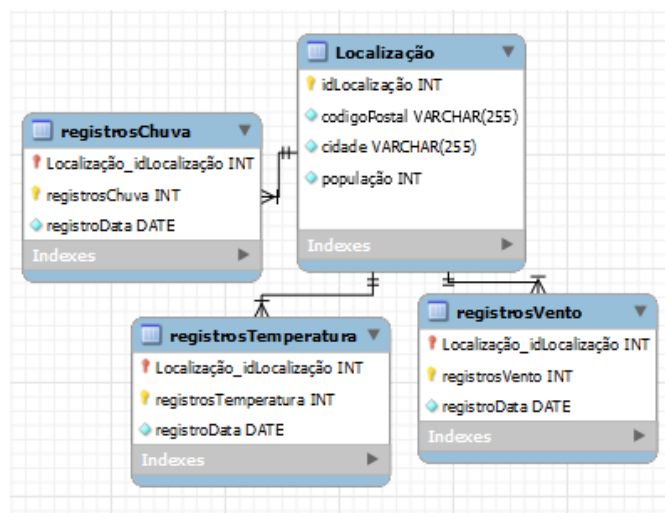 Localização
idLocalização INT
codigoPostal VARCHAR(255)
cidade VARCHAR(255)
população INT
Indexes
registrosChuva
Localização_idLocalização INT
registrosChuva INT
registroData DATE
Indexes
registrosTemperatura
Localização_idLocalização INT
registrosTemperatura INT
registroData DATE
Indexes
registrosVento
Localização_idLocalização INT
registrosVento INT
registroData DATE
Indexes